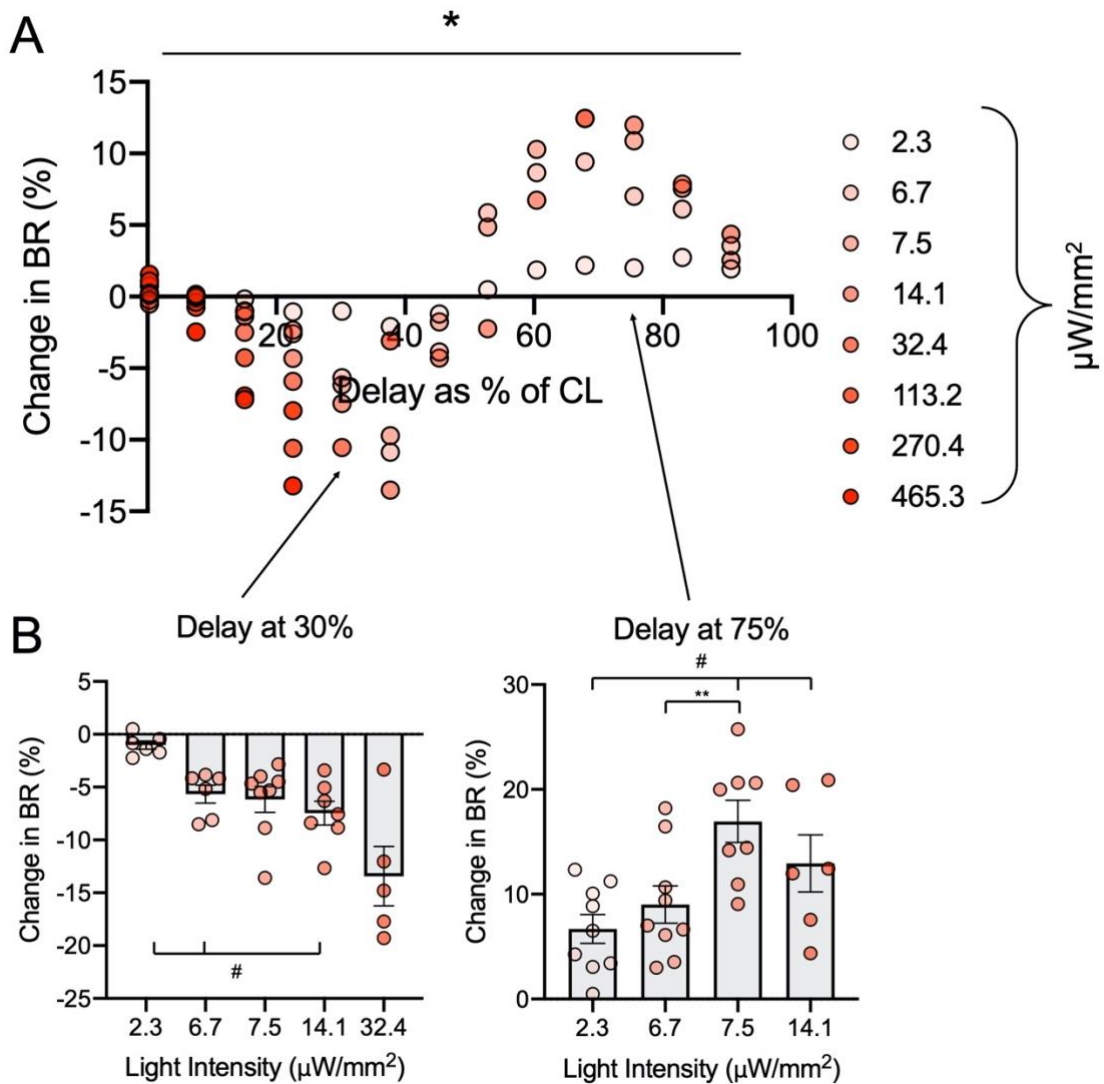 A
*
Change in BR (%)
15
10
5
0
-5
-10
-15
20
40
60
80
100
Delay as % of CL
2.3
6.7
7.5
14.1
32.4
113.2
270.4
465.3
µW/mm²
B
Delay at 30%
Change in BR (%)
5
0
-5
-10
-15
-20
-25
#
2.3 6.7 7.5 14.1 32.4
Light Intensity (µW/mm²)
Delay at 75%
Change in BR (%)
30
20
10
0
#
**
2.3 6.7 7.5 14.1
Light Intensity (µW/mm²)